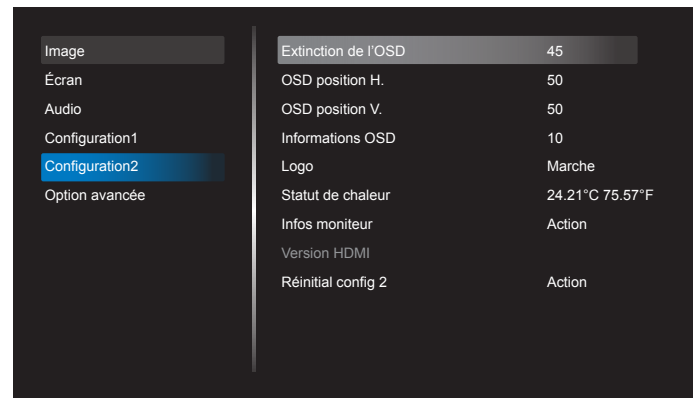 Image
Écran
Audio
Configuration1
Configuration2
Option avancée
Extinction de l’OSD 45
OSD position H. 50
OSD position V. 50
Informations OSD 10
Logo Marche
Statut de chaleur 24.21°C 75.57°F
Infos moniteur Action
Version HDMI
Réinitial config 2 Action